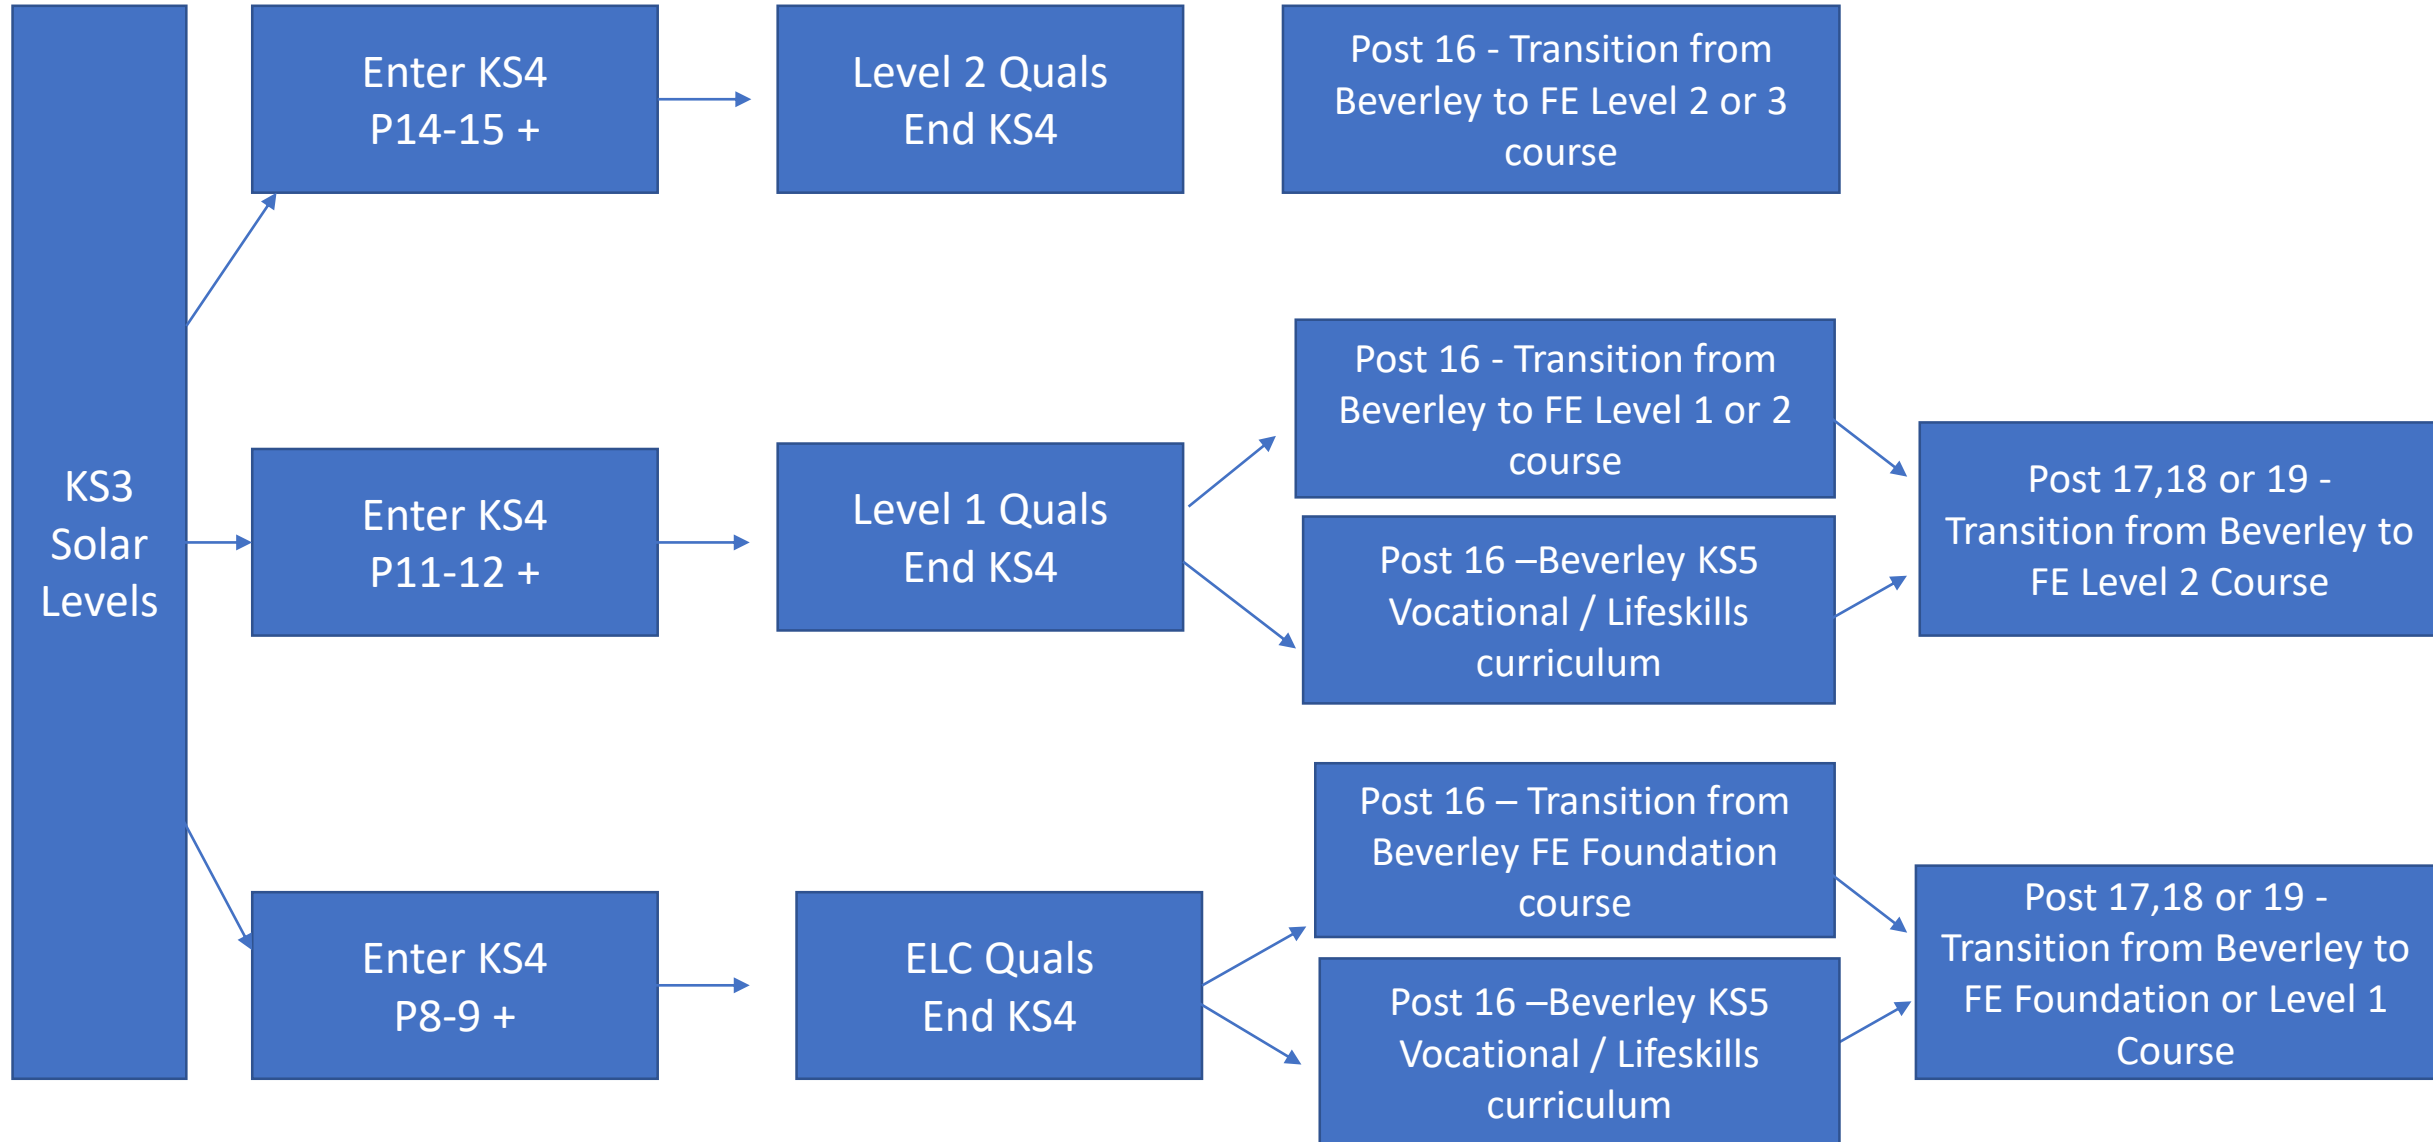 KS3
Solar
Levels
Enter KS4
P14-15 +
Level 2 Quals
End KS4
Post 16 - Transition from
Beverley to FE Level 2 or 3
course
Enter KS4
P11-12 +
Level 1 Quals
End KS4
Post 16 - Transition from
Beverley to FE Level 1 or 2
course
Post 16 –Beverley KS5
Vocational / Lifeskills
curriculum
Post 17,18 or 19 -
Transition from Beverley to
FE Level 2 Course
Enter KS4
P8-9 +
ELC Quals
End KS4
Post 16 – Transition from
Beverley FE Foundation
course
Post 16 –Beverley KS5
Vocational / Lifeskills
curriculum
Post 17,18 or 19 -
Transition from Beverley to
FE Foundation or Level 1
Course